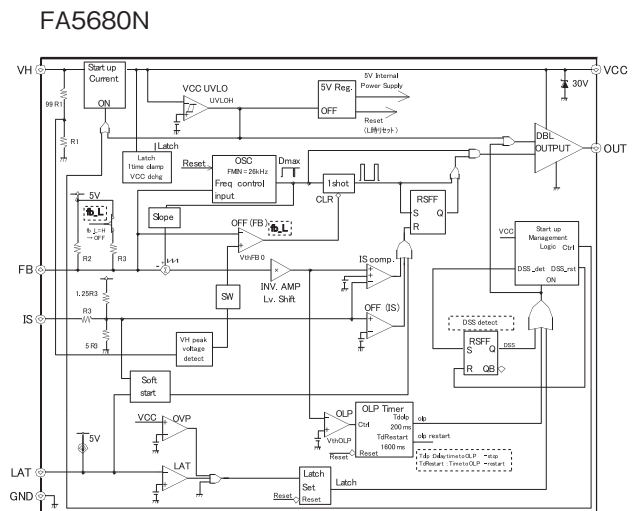 FA5680N
VH
Start up
Current
ON
99 R1
R1
VCC UVLO
UVLOH
5V Reg.
OFF
5V Internal
Power Supply
Reset
(L時リセット)
VCC
30V
DBL
OUTPUT
OUT
Latch
Latch
1time clamp
VCC dchg
Reset
OSC
FMIN = 26kHz
Freq control
input
Dmax
1shot
CLR
RSFF
S Q
R
5V
fb_L
fb_L=H
→OFF
R2
R3
Slope
OFF (FB)
fb_L
VthFB0
FB
INV. AMP
Lv. Shift
IS comp.
SW
OFF (IS)
IS
1.25R3
R3
5R3
VH peak
voltage
detect
Soft
start
VCC
Start up
Management
Logic Ctrl
DSS_det DSS_rst
ON
DSS detect
RSFF
S Q
R QB
DSS
VCC OVP
OLP
VthOLP
OLP Timer
Ctrl
Tdolp
200 ms
TdRestart
1600 ms
Reset
Reset
olp
olp restart
Tdolp :Delay time to OLP -stop
TdRestart :Time to OLP -restart
5V
LAT
LAT
GND
Latch
Set
Reset
Reset
Latch